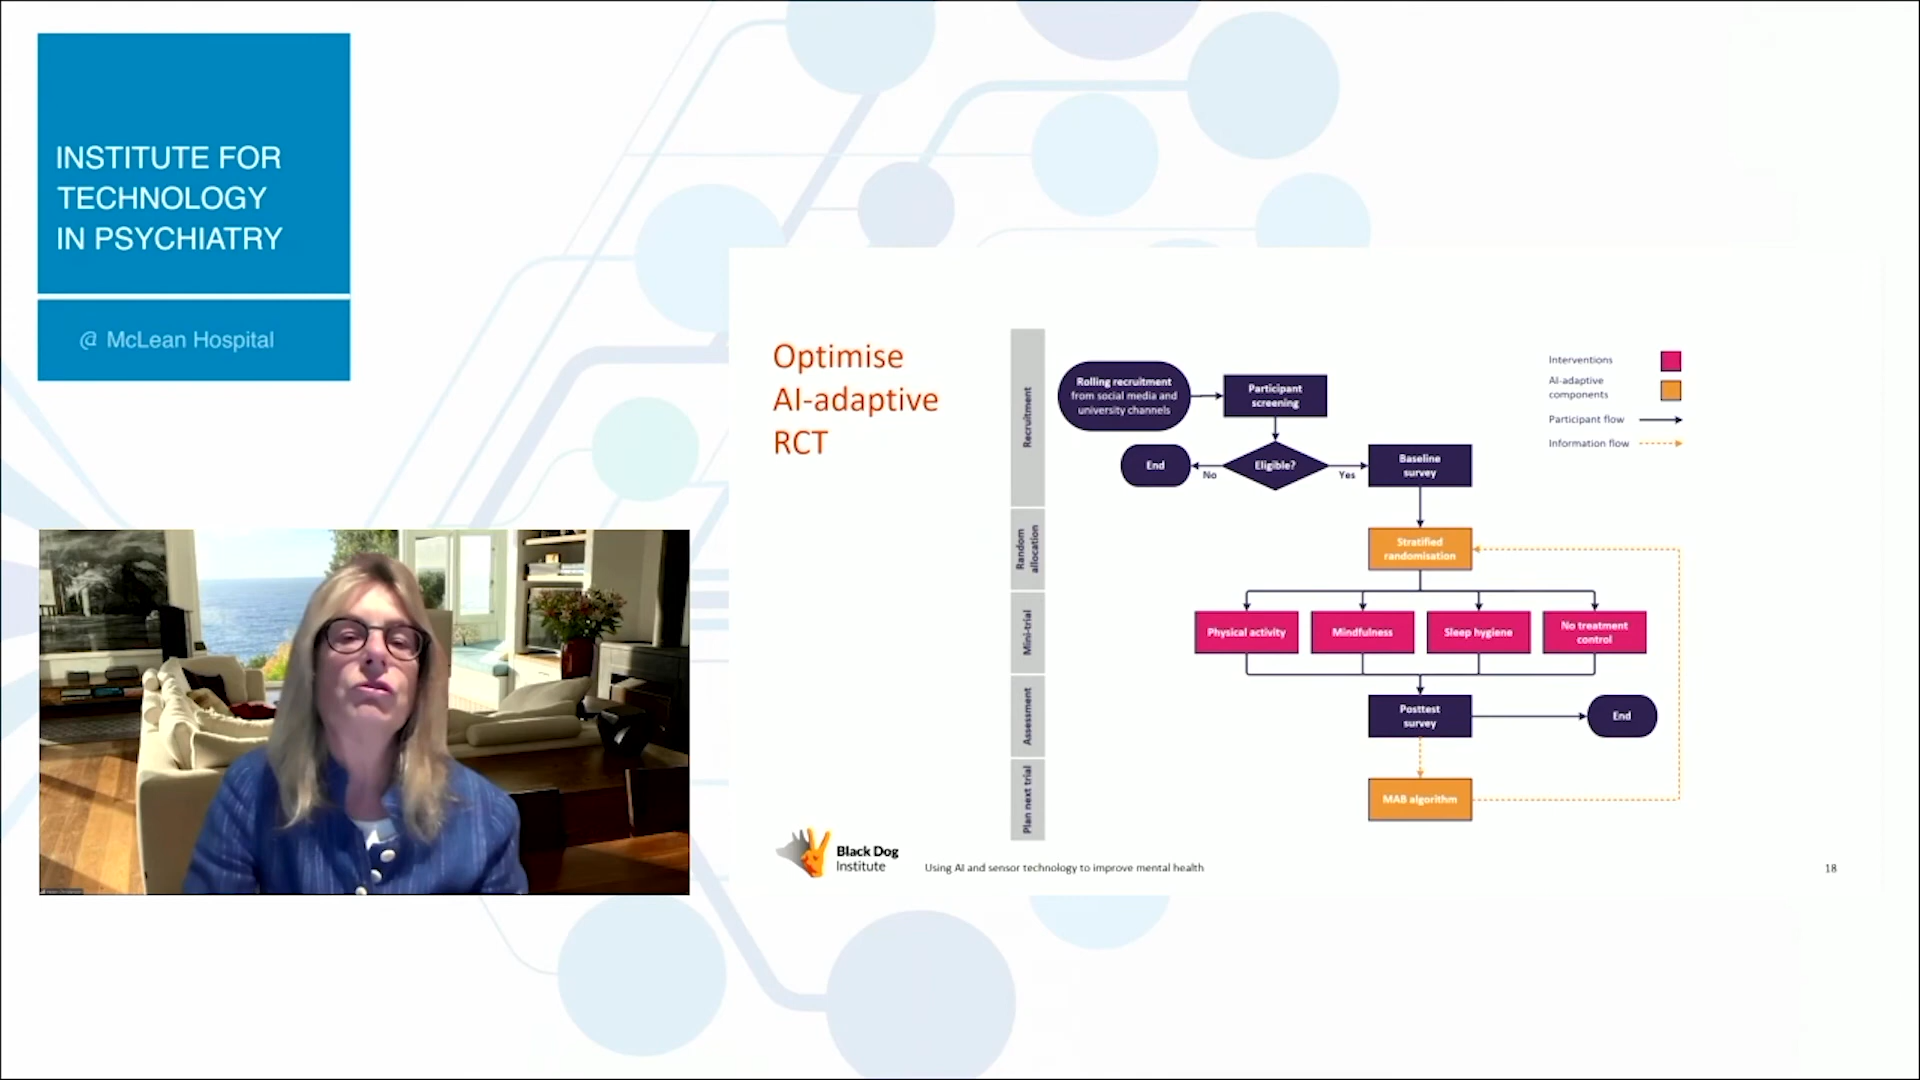 INSTITUTE FOR
TECHNOLOGY
IN PSYCHIATRY
@ McLean Hospital
Optimise
AI-adaptive
RCT
Recruitment
Rolling recruitment
from social media and
university channels
Participant
screening
Eligible?
No
End
Yes
Baseline
survey
Interventions
AI-adaptive
components
Participant flow
Information flow
Random
allocation
Stratified
randomisation
Mini-trial
Physical activity
Mindfulness
Sleep hygiene
No treatment
control
Assessment
Posttest
survey
End
Plan next trial
MAB algorithm
Black Dog
Institute
Using AI and sensor technology to improve mental health
18